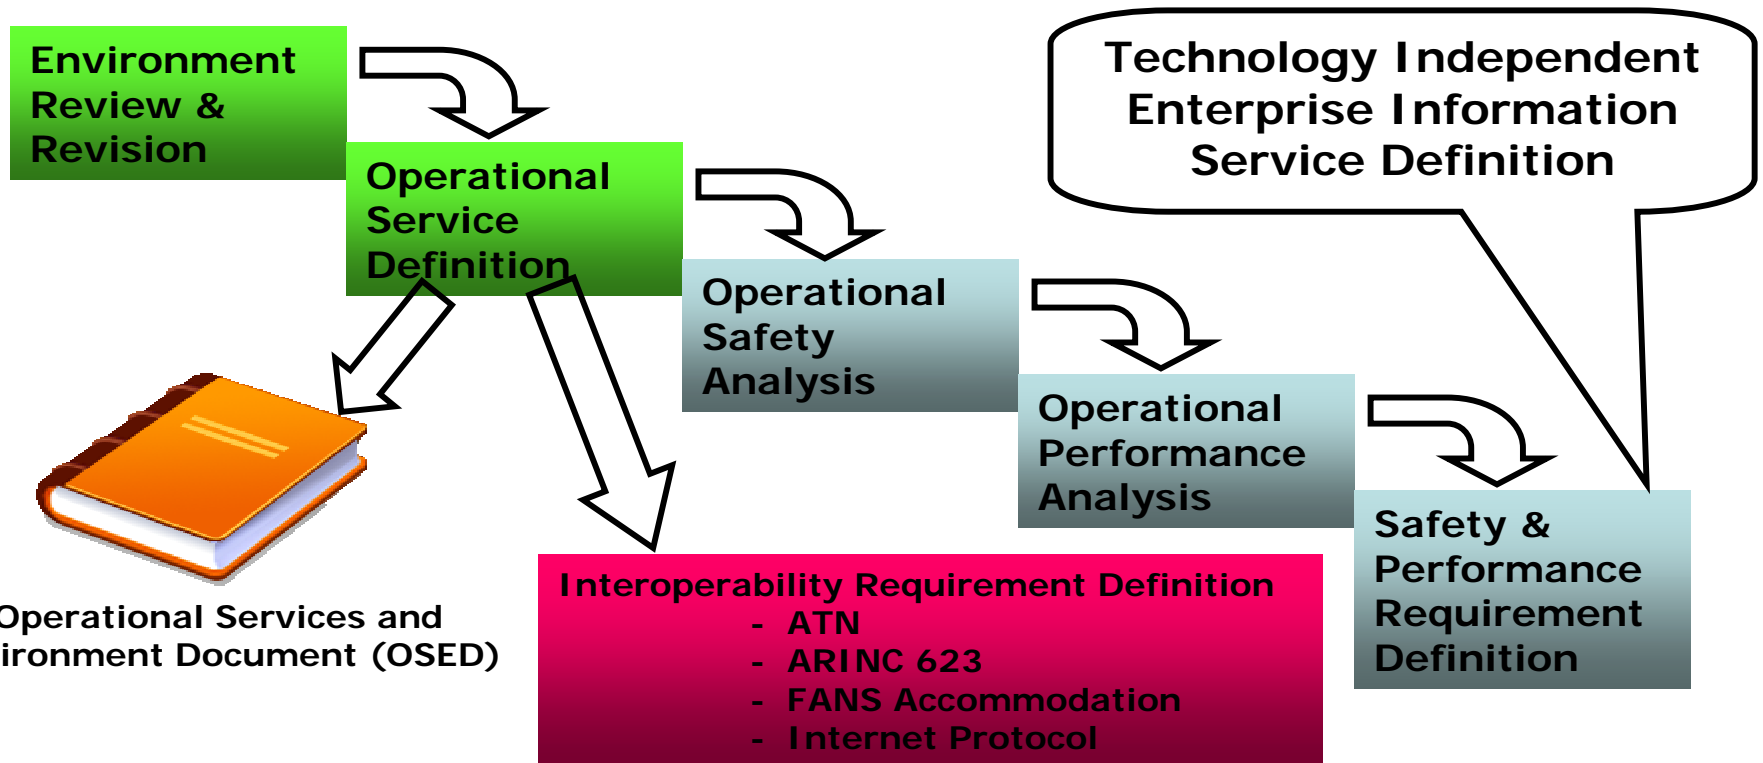 Environment
Review &
Revision
Operational
Service
Definition
Operational
Safety
Analysis
Operational
Performance
Analysis
Safety &
Performance
Requirement
Definition
Technology Independent
Enterprise Information
Service Definition
Operational Services and
ironment Document (OSED)
Interoperability Requirement Definition
- ATN
- ARINC 623
- FANS Accommodation
- Internet Protocol